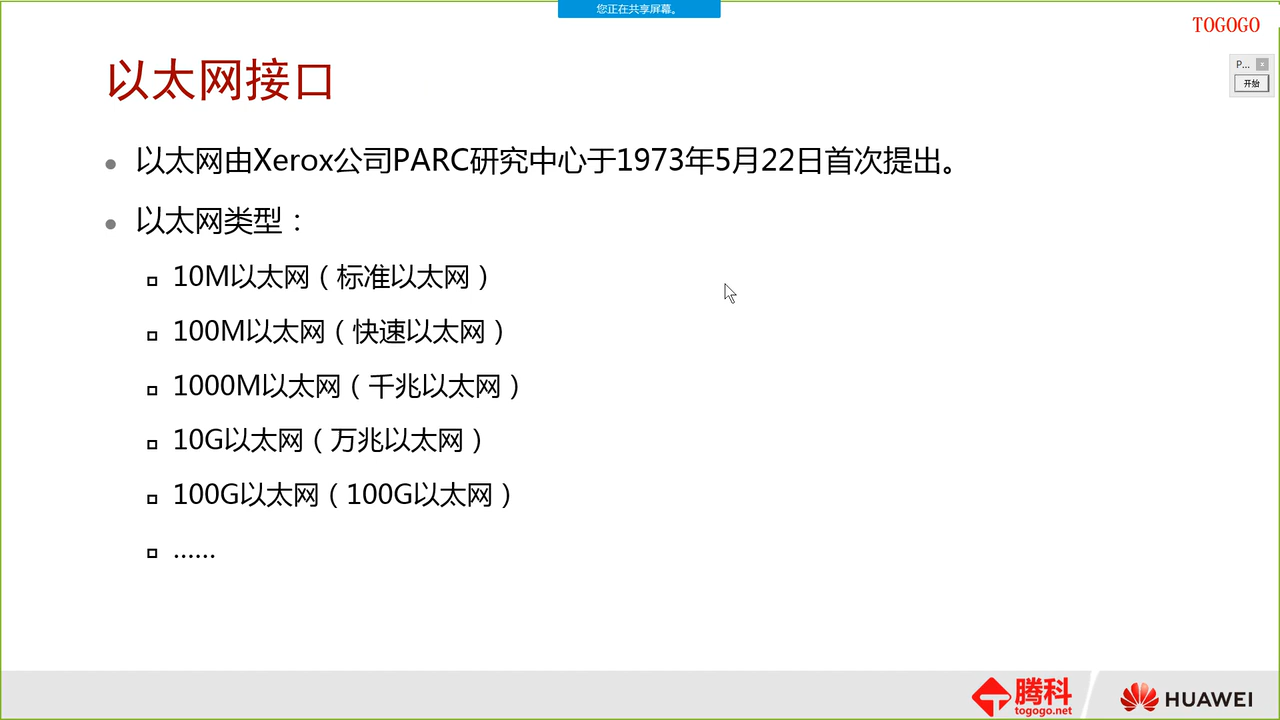 您正在共享屏幕。
TOGOGO
P...
开始
以太网接口
以太网由Xerox公司PARC研究中心于1973年5月22日首次提出。
以太网类型：
10M以太网（标准以太网）
100M以太网（快速以太网）
1000M以太网（千兆以太网）
10G以太网（万兆以太网）
100G以太网（100G以太网）
……
腾科
togogo.net
HUAWEI